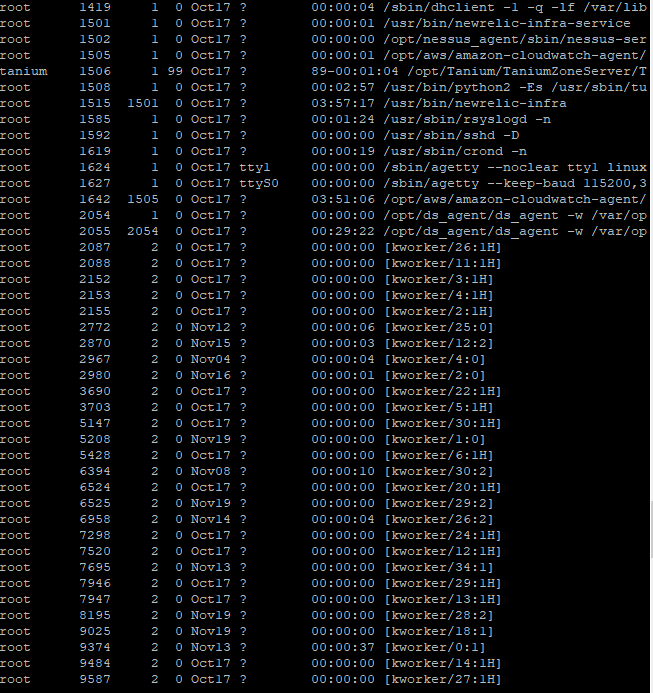 root 1419 1 0 Oct17 ? 00:00:04 /sbin/dhclient -1 -q -lf /var/lib
root 1501 1 0 Oct17 ? 00:00:01 /usr/bin/newrelic-infra-service
root 1502 1 0 Oct17 ? 00:00:00 /opt/nessus_agent/sbin/nessus-ser
root 1505 1 0 Oct17 ? 00:00:01 /opt/aws/amazon-cloudwatch-agent/
tanium 1506 1 99 Oct17 ? 89-00:01:04 /opt/Tanium/TaniumZoneServer/T
root 1508 1 0 Oct17 ? 00:02:57 /usr/bin/python2 -Es /usr/sbin/tu
root 1515 1501 0 Oct17 ? 03:57:17 /usr/bin/newrelic-infra
root 1585 1 0 Oct17 ? 00:01:24 /usr/sbin/rsyslogd -n
root 1592 1 0 Oct17 ? 00:00:00 /usr/sbin/sshd -D
root 1619 1 0 Oct17 ? 00:00:19 /usr/sbin/crond -n
root 1624 1 0 Oct17 tty1 00:00:00 /sbin/agetty --noclear tty1 linux
root 1627 1 0 Oct17 ttyS0 00:00:00 /sbin/agetty --keep-baud 115200,3
root 1642 1505 0 Oct17 ? 03:51:06 /opt/aws/amazon-cloudwatch-agent/
root 2054 1 0 Oct17 ? 00:00:00 /opt/ds_agent/ds_agent -w /var/op
root 2055 2054 0 Oct17 ? 00:29:22 /opt/ds_agent/ds_agent -w /var/op
root 2087 2 0 Oct17 ? 00:00:00 [kworker/26:1H]
root 2088 2 0 Oct17 ? 00:00:00 [kworker/11:1H]
root 2152 2 0 Oct17 ? 00:00:00 [kworker/3:1H]
root 2153 2 0 Oct17 ? 00:00:00 [kworker/4:1H]
root 2155 2 0 Oct17 ? 00:00:00 [kworker/2:1H]
root 2772 2 0 Nov12 ? 00:00:06 [kworker/25:0]
root 2870 2 0 Nov15 ? 00:00:03 [kworker/12:2]
root 2967 2 0 Nov04 ? 00:00:04 [kworker/4:0]
root 2980 2 0 Nov16 ? 00:00:01 [kworker/2:0]
root 3690 2 0 Oct17 ? 00:00:00 [kworker/22:1H]
root 3703 2 0 Oct17 ? 00:00:00 [kworker/5:1H]
root 5147 2 0 Oct17 ? 00:00:00 [kworker/30:1H]
root 5208 2 0 Nov19 ? 00:00:00 [kworker/1:0]
root 5428 2 0 Oct17 ? 00:00:00 [kworker/6:1H]
root 6394 2 0 Nov08 ? 00:00:10 [kworker/30:2]
root 6524 2 0 Oct17 ? 00:00:00 [kworker/20:1H]
root 6525 2 0 Nov19 ? 00:00:00 [kworker/29:2]
root 6958 2 0 Nov14 ? 00:00:04 [kworker/26:2]
root 7298 2 0 Oct17 ? 00:00:00 [kworker/24:1H]
root 7520 2 0 Oct17 ? 00:00:00 [kworker/12:1H]
root 7695 2 0 Nov13 ? 00:00:00 [kworker/34:1]
root 7946 2 0 Oct17 ? 00:00:00 [kworker/29:1H]
root 7947 2 0 Oct17 ? 00:00:00 [kworker/13:1H]
root 8195 2 0 Nov19 ? 00:00:00 [kworker/28:2]
root 9025 2 0 Nov19 ? 00:00:00 [kworker/18:1]
root 9374 2 0 Nov13 ? 00:00:37 [kworker/0:1]
root 9484 2 0 Oct17 ? 00:00:00 [kworker/14:1H]
root 9587 2 0 Oct17 ? 00:00:00 [kworker/27:1H]